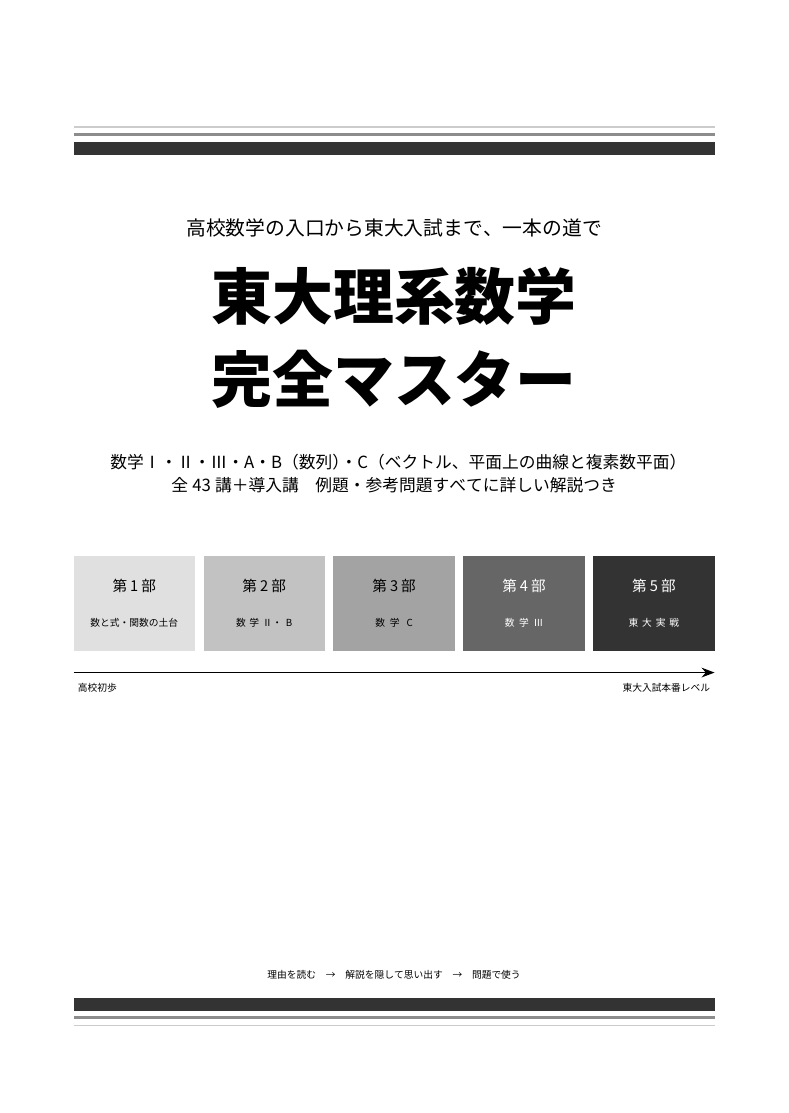 高校数学の入口から東大入試まで、一本の道で
東大理系数学
完全マスター
数学Ⅰ・Ⅱ・Ⅲ・A・B（数列）・C（ベクトル、平面上の曲線と複素数平面）
全 43 講＋導入講　例題・参考問題すべてに詳しい解説つき
第1部
数と式・関数の土台
第2部
数学Ⅱ・B
第3部
数学C
第4部
数学Ⅲ
第5部
東大実戦
高校初歩
東大入試本番レベル
理由を読む　→　解説を隠して思い出す　→　問題で使う